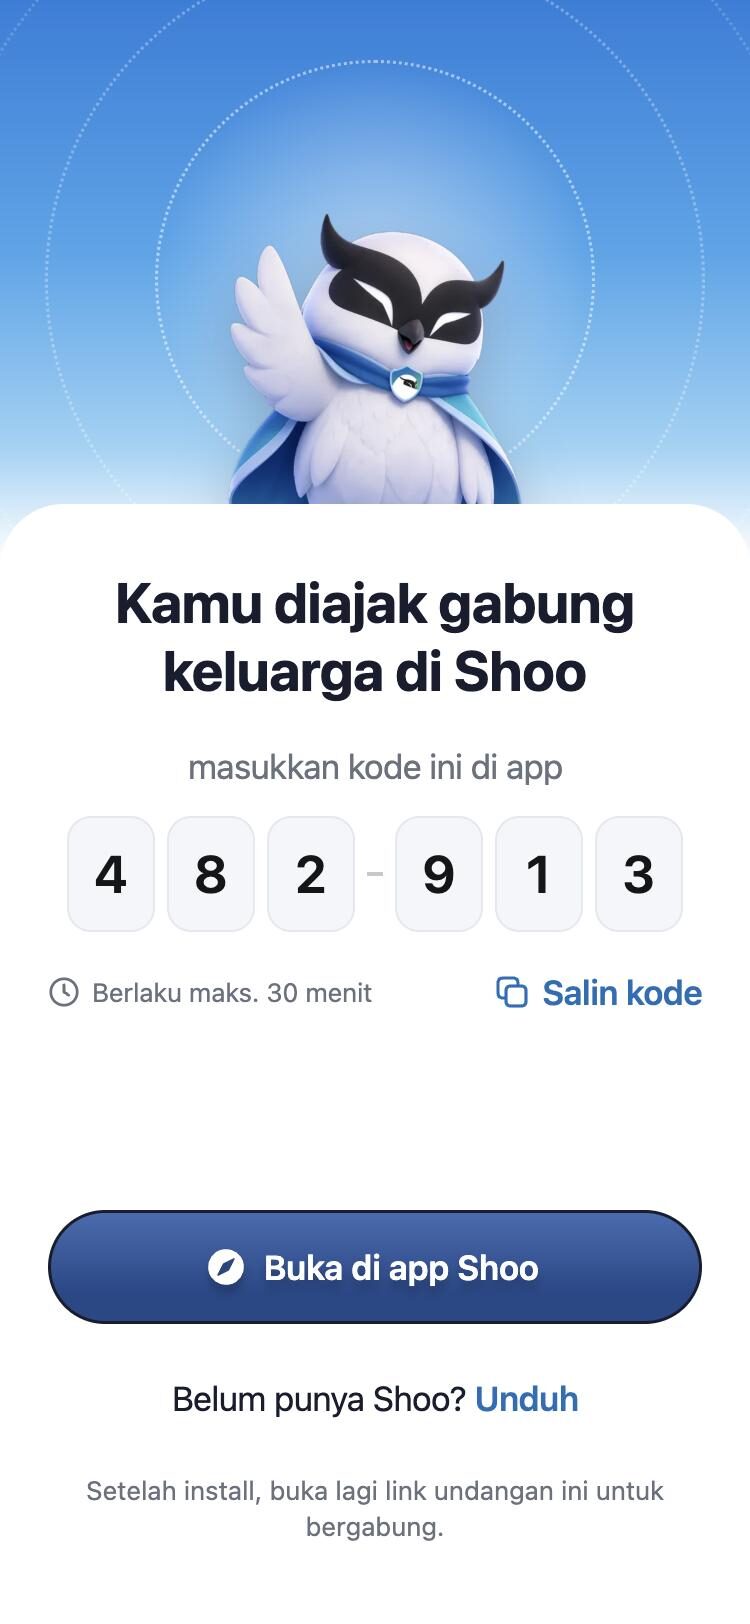 Kamu diajak gabung
keluarga di Shoo
masukkan kode ini di app
4 8 2 - 9 1 3
Berlaku maks. 30 menit
Salin kode
Buka di app Shoo
Belum punya Shoo? Unduh
Setelah install, buka lagi link undangan ini untuk
bergabung.